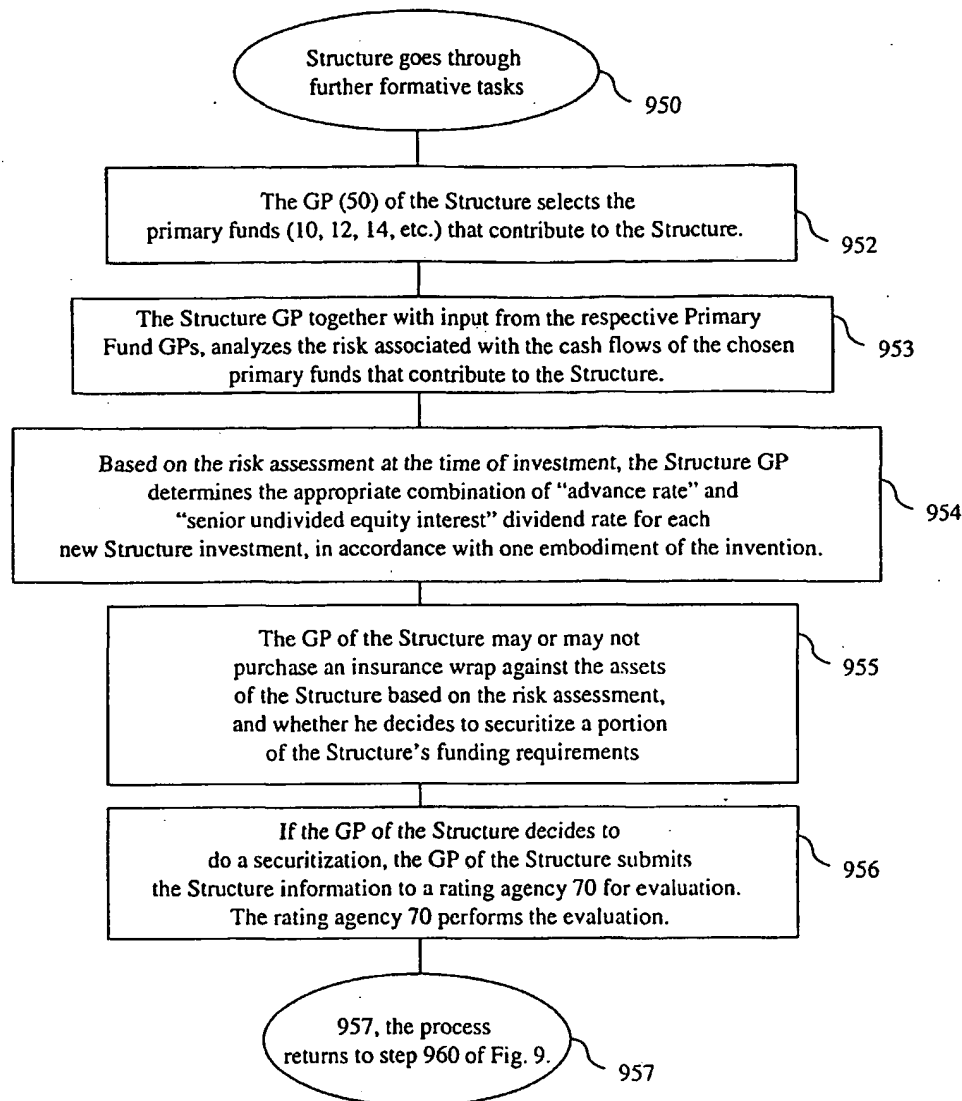 Structure goes through
further formative tasks
950
The GP (50) of the Structure selects the
primary funds (10, 12, 14, etc.) that contribute to the Structure.
952
The Structure GP together with input from the respective Primary
Fund GPs, analyzes the risk associated with the cash flows of the chosen
primary funds that contribute to the Structure.
953
Based on the risk assessment at the time of investment, the Structure GP
determines the appropriate combination of “advance rate” and
“senior undivided equity interest” dividend rate for each
new Structure investment, in accordance with one embodiment of the invention.
954
The GP of the Structure may or may not
purchase an insurance wrap against the assets
of the Structure based on the risk assessment,
and whether he decides to securitize a portion
of the Structure’s funding requirements
955
If the GP of the Structure decides to
do a securitization, the GP of the Structure submits
the Structure information to a rating agency 70 for evaluation.
The rating agency 70 performs the evaluation.
956
957, the process
returns to step 960 of Fig. 9.
957